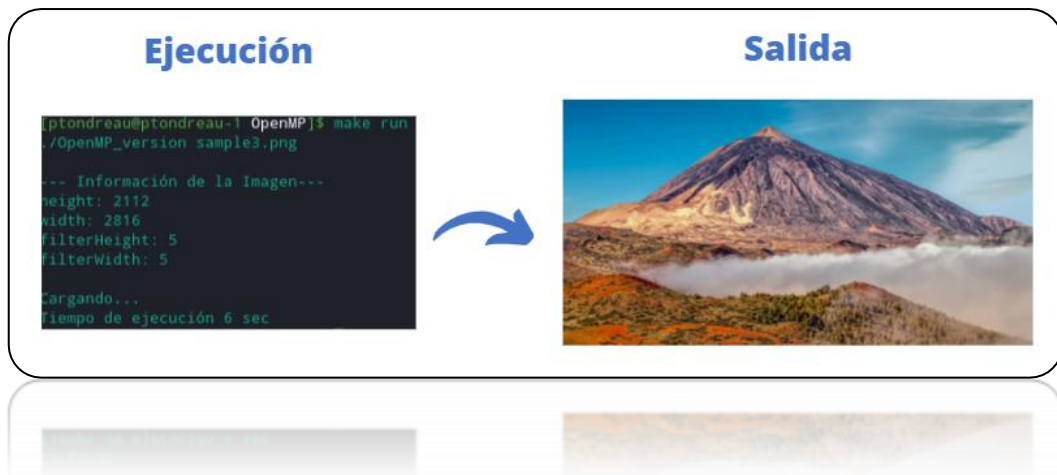 Ejecución
Salida
[ptondreau@ptondreau-1 OpenMP]$ make run
./OpenMP_version sample3.png
--- Información de la Imagen---
height: 2112
width: 2816
filterHeight: 5
filterWidth: 5
Cargando...
Tiempo de ejecución 6 sec